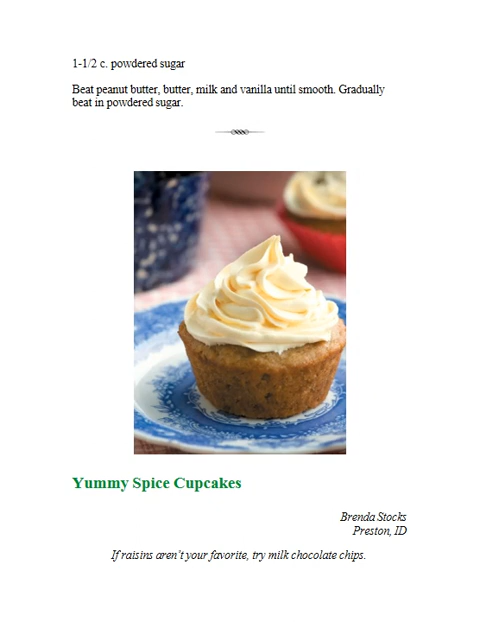 1-1/2 c. powdered sugar
Beat peanut butter, butter, milk and vanilla until smooth. Gradually
beat in powdered sugar.
Yummy Spice Cupcakes
Brenda Stocks
Preston, ID
If raisins aren’t your favorite, try milk chocolate chips.